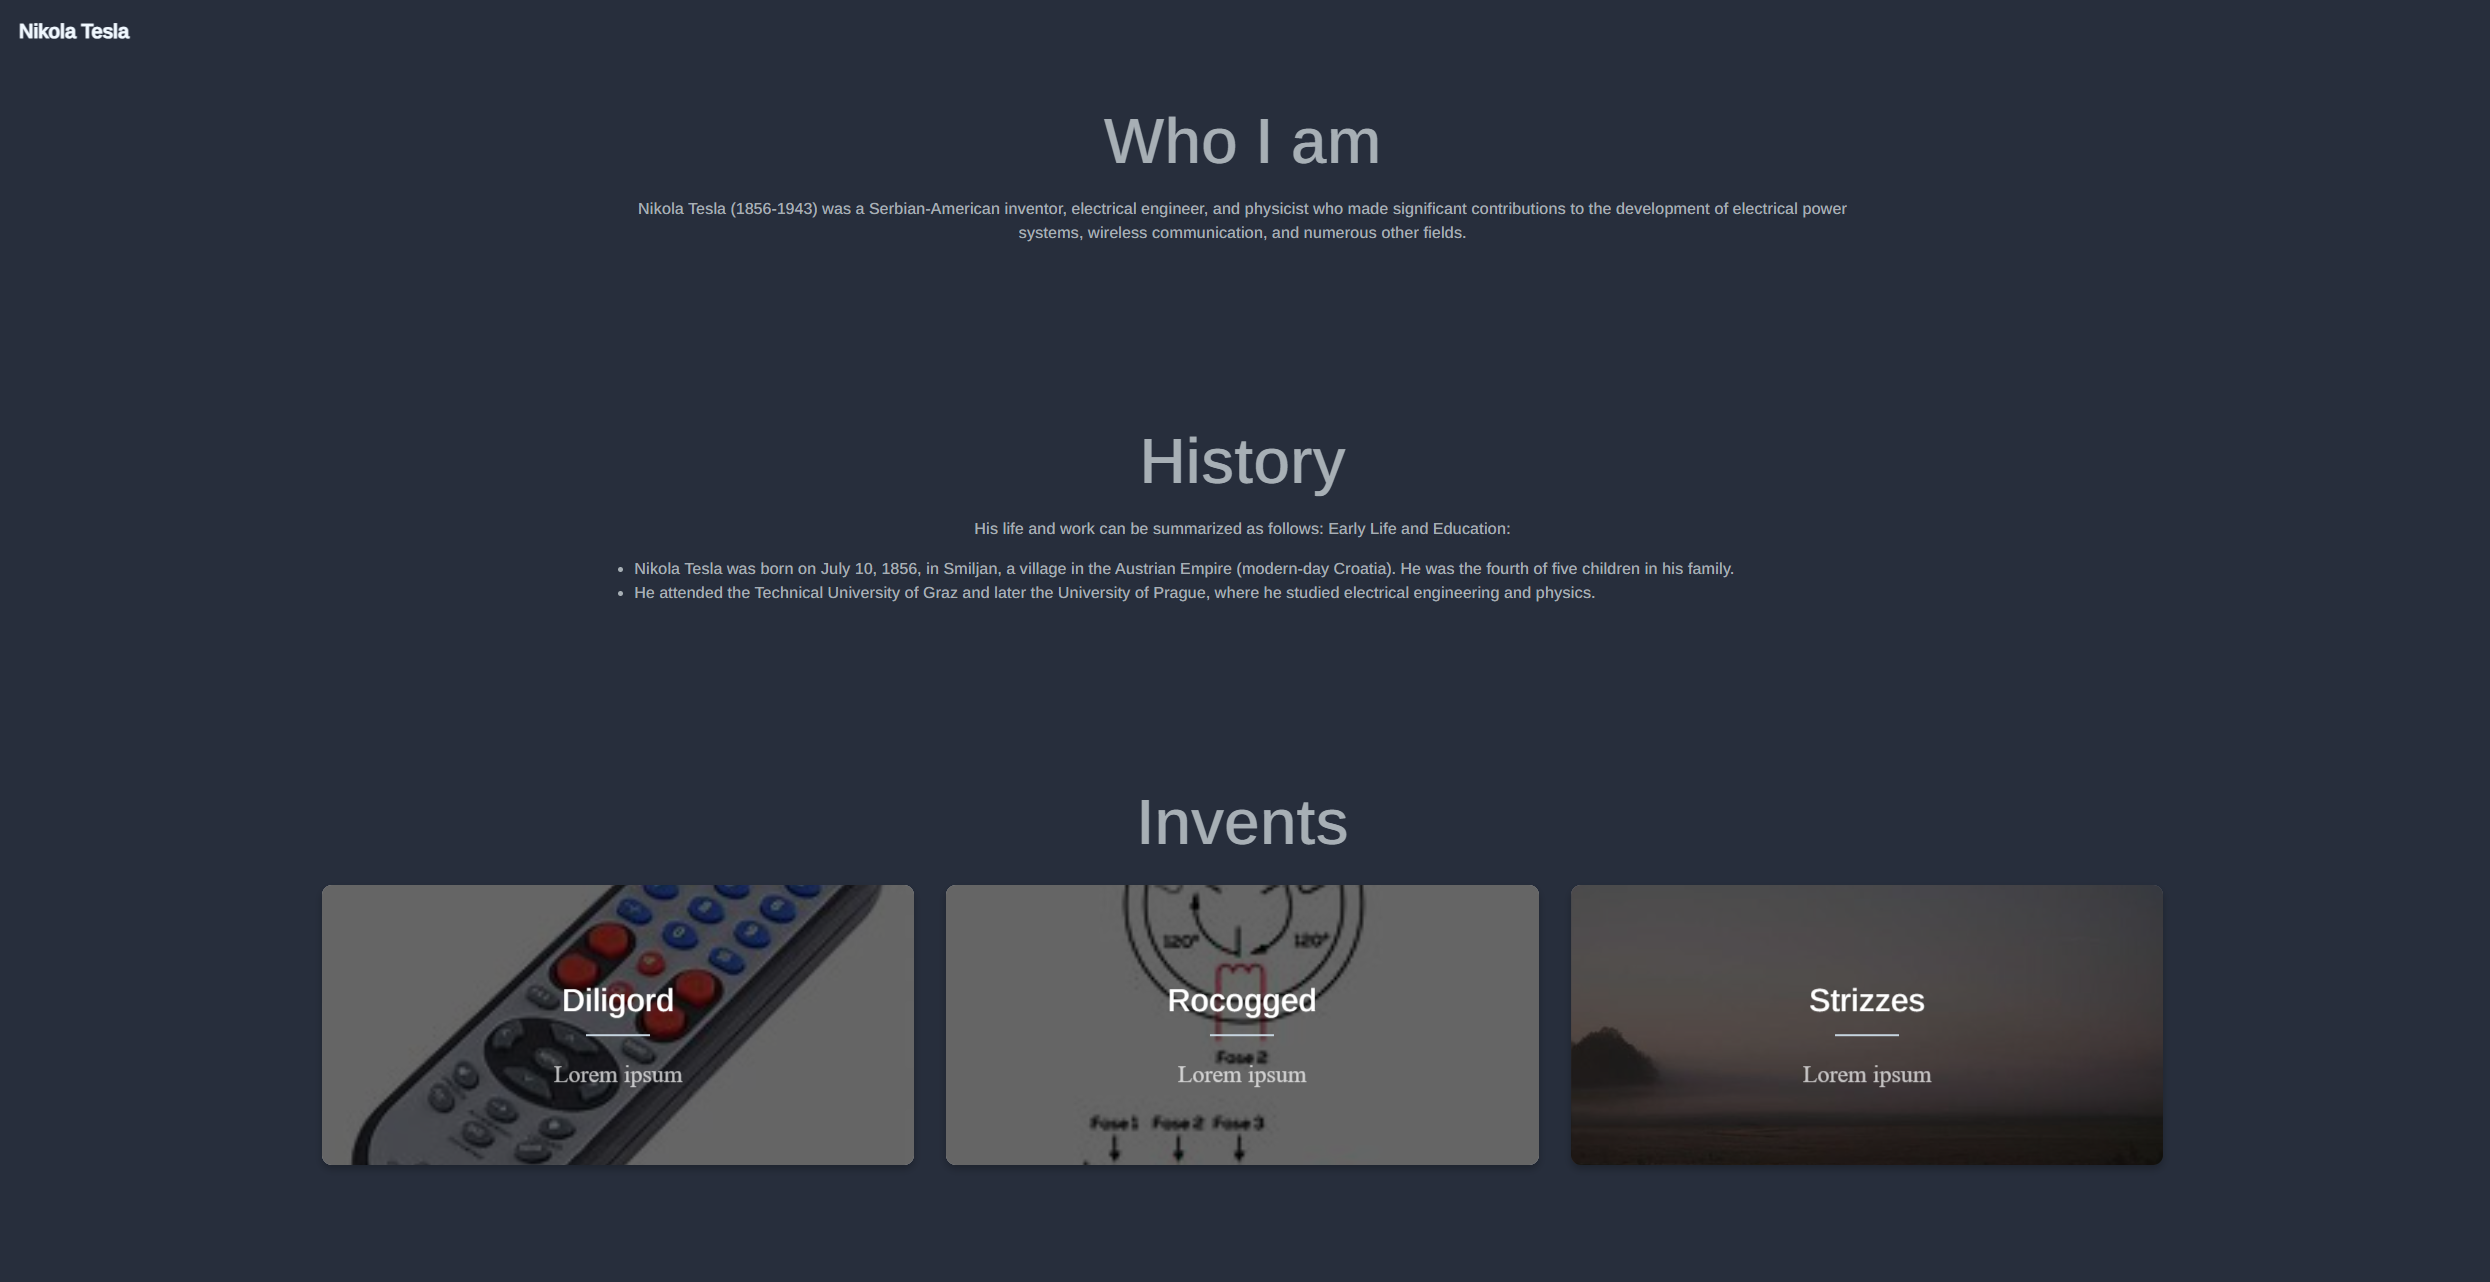 Nikola Tesla
Who I am
Nikola Tesla (1856-1943) was a Serbian-American inventor, electrical engineer, and physicist who made significant contributions to the development of electrical power
systems, wireless communication, and numerous other fields.
History
His life and work can be summarized as follows: Early Life and Education:
Nikola Tesla was born on July 10, 1856, in Smiljan, a village in the Austrian Empire (modern-day Croatia). He was the fourth of five children in his family.
He attended the Technical University of Graz and later the University of Prague, where he studied electrical engineering and physics.
Invents
Diligord
Lorem ipsum
120° 120°
Rocogged
Fase 2
Lorem ipsum
Fase 1 Fase 2 Fase 3
Strizzes
Lorem ipsum